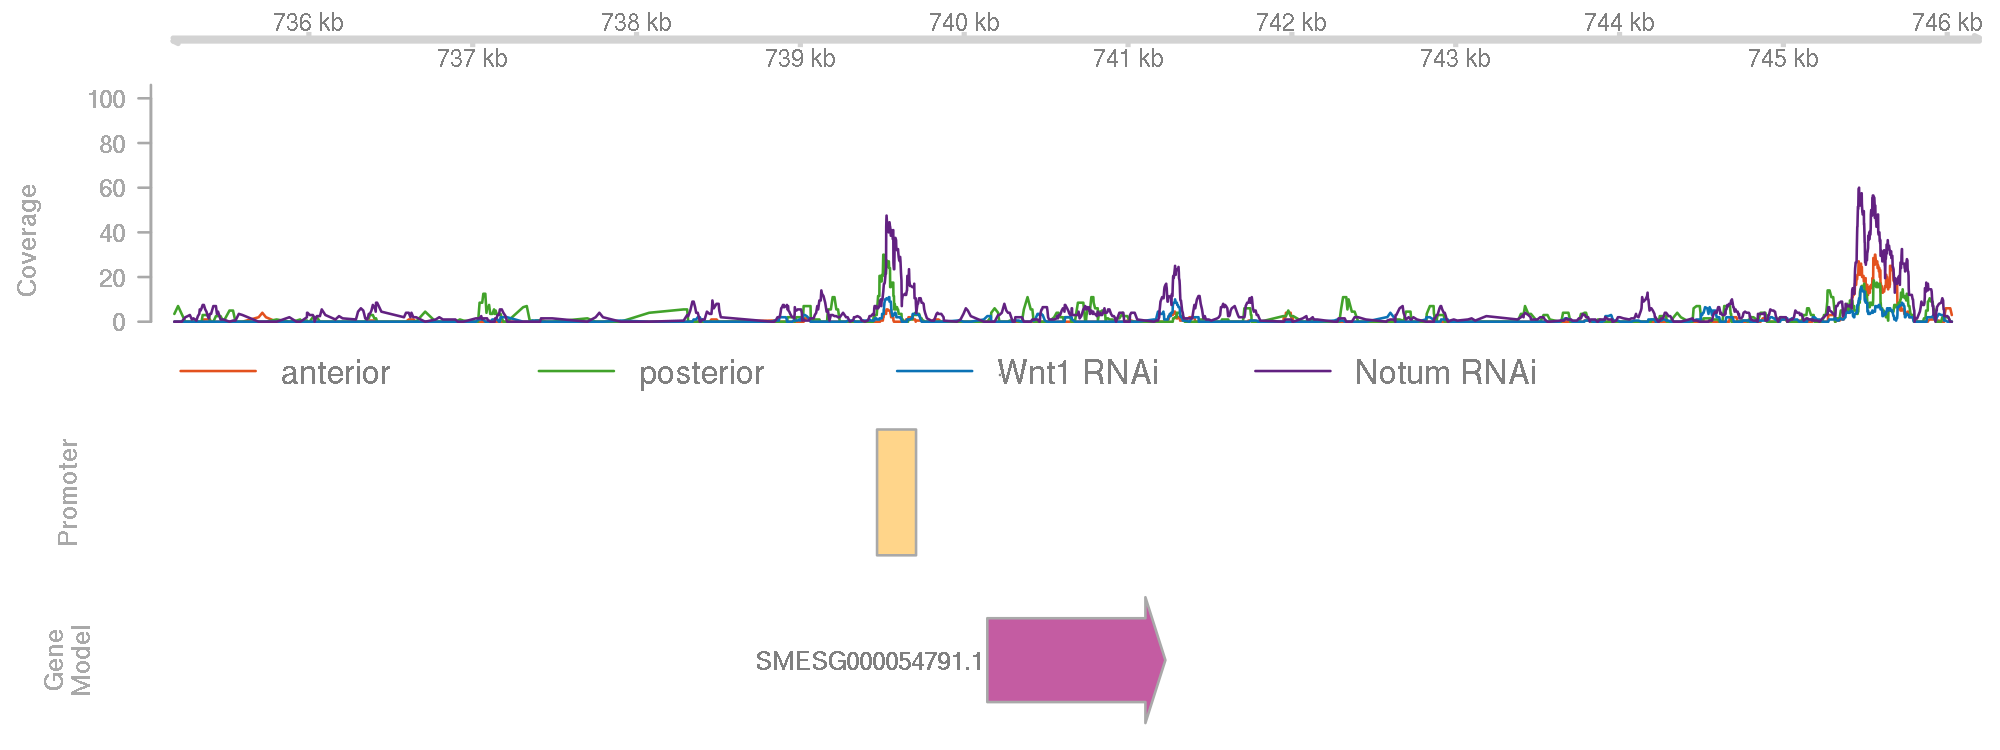 736 kb 738 kb 740 kb 742 kb 744 kb 746 kb
737 kb 739 kb 741 kb 743 kb 745 kb
Coverage
100
80
60
40
20
0
anterior posterior Wnt1 RNAi Notum RNAi
Promoter
Gene
Model
SMESG000054791.1